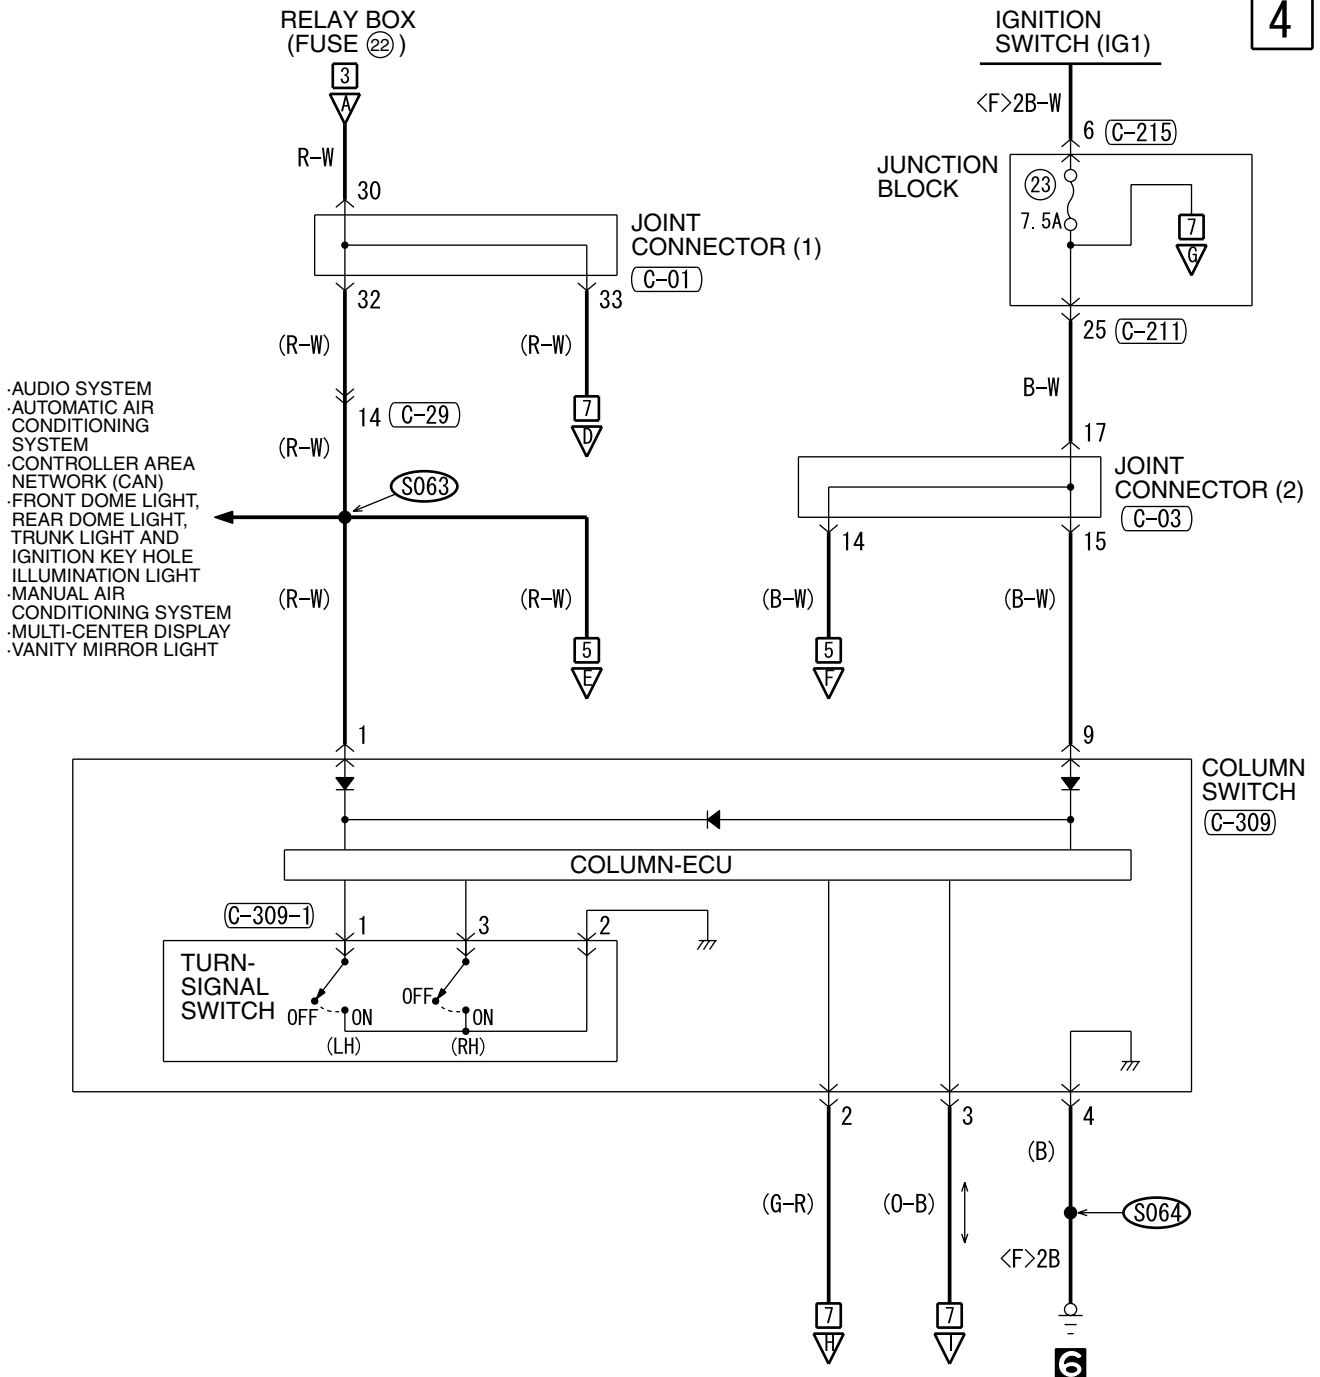 RELAY BOX
(FUSE 22)
IGNITION
SWITCH (IG1)
4
3
A
<F>2B-W
R-W
6 (C-215)
JUNCTION
BLOCK
23
7.5A
30
7
G
JOINT
CONNECTOR (1)
C-01
32
33
25 C-211
(R-W)
(R-W)
B-W
·AUDIO SYSTEM
·AUTOMATIC AIR
CONDITIONING
SYSTEM
·CONTROLLER AREA
NETWORK (CAN)
·FRONT DOME LIGHT,
REAR DOME LIGHT,
TRUNK LIGHT AND
IGNITION KEY HOLE
ILLUMINATION LIGHT
·MANUAL AIR
CONDITIONING SYSTEM
·MULTI-CENTER DISPLAY
·VANITY MIRROR LIGHT
14 C-29
7
D
17
(R-W)
S063
JOINT
CONNECTOR (2)
C-03
14
15
(R-W)
(R-W)
(B-W)
(B-W)
5
E
5
F
1
9
COLUMN
SWITCH
C-309
COLUMN-ECU
C-309-1
1
3
2
TURN-
SIGNAL
SWITCH
OFF
ON
OFF
ON
(LH)
(RH)
2
3
4
(B)
(G-R)
(O-B)
S064
<F>2B
7
H
7
I
6